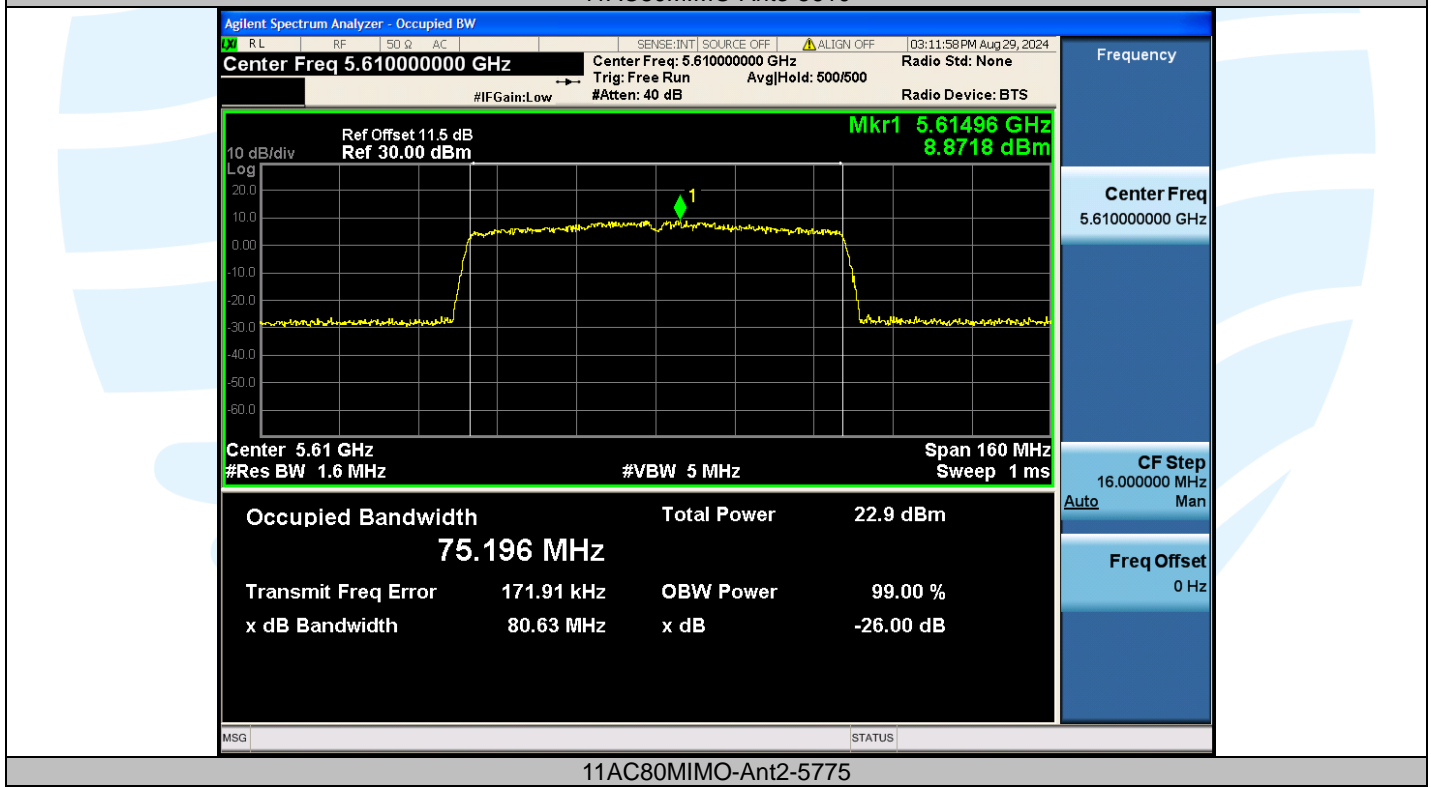 Agilent Spectrum Analyzer - Occupied BW
LXI RL RF 50 Ω AC SENSE:INT SOURCE OFF ALIGN OFF 03:11:58 PM Aug 29, 2024
Center Freq 5.610000000 GHz
Center Freq: 5.610000000 GHz
Radio Std: None
Trig: Free Run Avg|Hold: 500/500
#IFGain:Low
#Atten: 40 dB
Radio Device: BTS
Frequency
Mkr1 5.61496 GHz
8.8718 dBm
Ref Offset 11.5 dB
10 dB/div Ref 30.00 dBm
Log
20.0
10.0
0.00
-10.0
-20.0
-30.0
-40.0
-50.0
-60.0
1
Center 5.61 GHz Span 160 MHz
#Res BW 1.6 MHz #VBW 5 MHz Sweep 1 ms
Center Freq
5.610000000 GHz
CF Step
16.000000 MHz
Auto Man
Freq Offset
0 Hz
Occupied Bandwidth Total Power 22.9 dBm
75.196 MHz
Transmit Freq Error 171.91 kHz OBW Power 99.00 %
x dB Bandwidth 80.63 MHz x dB -26.00 dB
MSG STATUS
11AC80MIMO-Ant2-5775